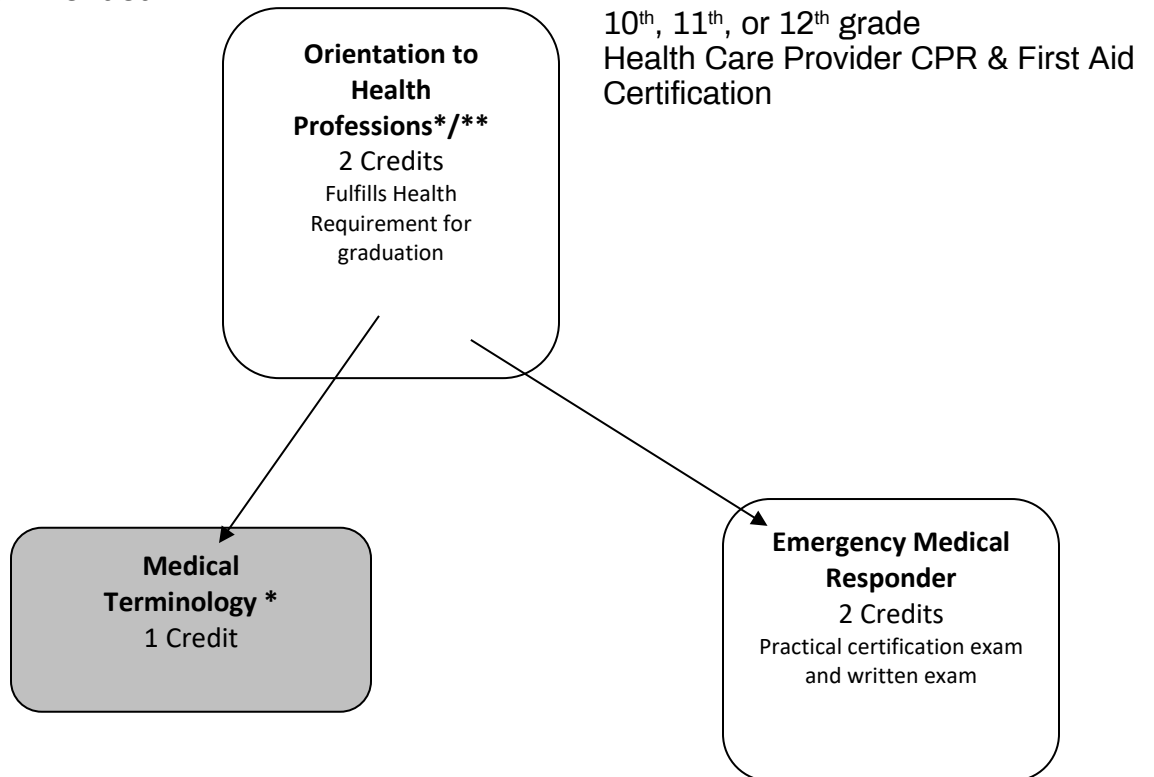 10th, 11th, or 12th grade
Health Care Provider CPR & First Aid
Certification
Orientation to
Health
Professions*/**
2 Credits
Fulfills Health
Requirement for
graduation
Medical
Terminology *
1 Credit
Emergency Medical
Responder
2 Credits
Practical certification exam
and written exam